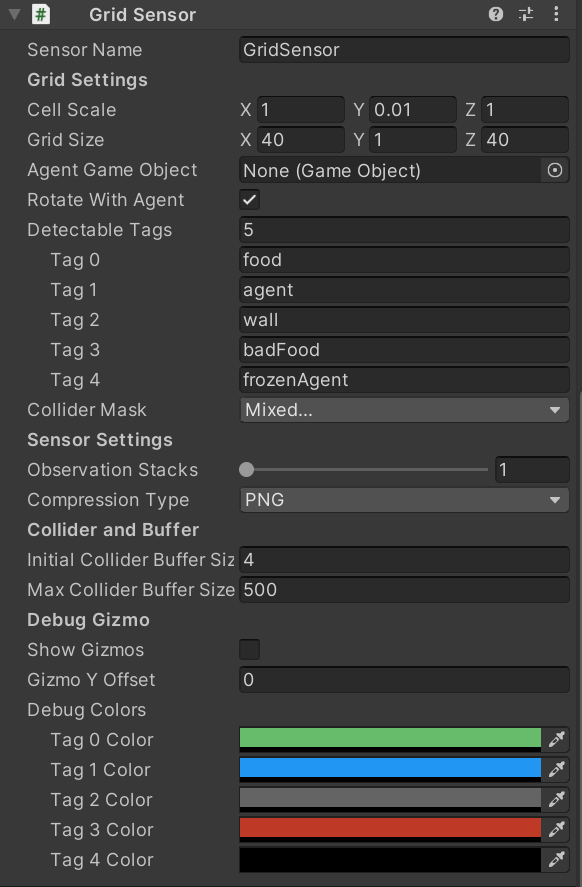 Grid Sensor
Sensor Name GridSensor
Grid Settings
Cell Scale X 1 Y 0.01 Z 1
Grid Size X 40 Y 1 Z 40
Agent Game Object None (Game Object)
Rotate With Agent
Detectable Tags 5
Tag 0 food
Tag 1 agent
Tag 2 wall
Tag 3 badFood
Tag 4 frozenAgent
Collider Mask Mixed...
Sensor Settings
Observation Stacks 1
Compression Type PNG
Collider and Buffer
Initial Collider Buffer Siz 4
Max Collider Buffer Size 500
Debug Gizmo
Show Gizmos
Gizmo Y Offset 0
Debug Colors
Tag 0 Color
Tag 1 Color
Tag 2 Color
Tag 3 Color
Tag 4 Color